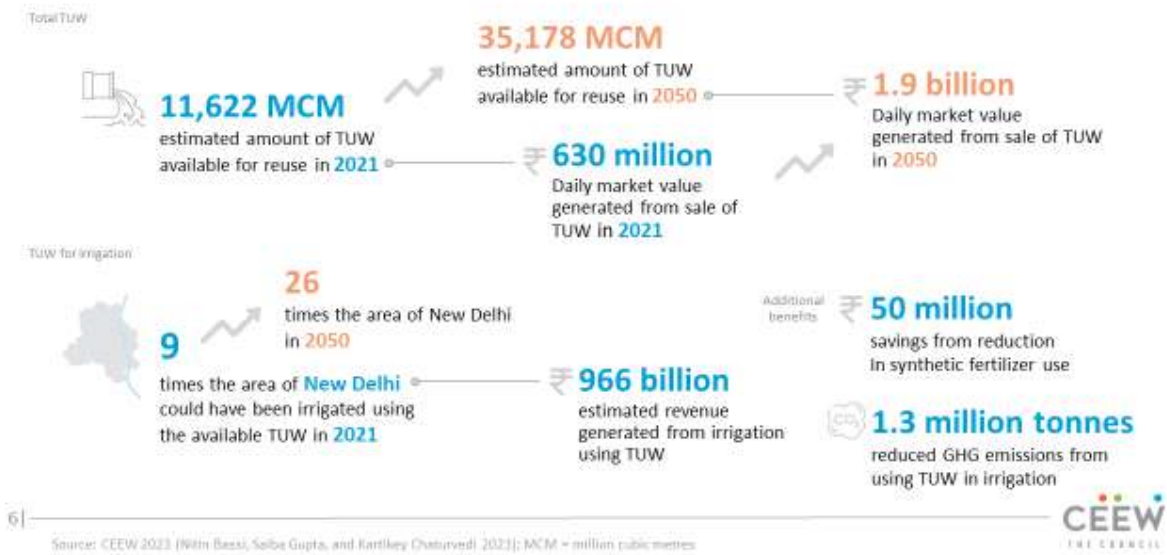 Total TUW
35,178 MCM
estimated amount of TUW
available for reuse in 2050
11,622 MCM
estimated amount of TUW
available for reuse in 2021
₹ 1.9 billion
Daily market value
generated from sale of TUW
in 2050
₹ 630 million
Daily market value
generated from sale of
TUW in 2021
TUW for irrigation
26
times the area of New Delhi
in 2050
9
times the area of New Delhi
could have been irrigated using
the available TUW in 2021
₹ 966 billion
estimated revenue
generated from irrigation
using TUW
Additional
benefits
₹ 50 million
savings from reduction
in synthetic fertilizer use
CO₂
1.3 million tonnes
reduced GHG emissions from
using TUW in irrigation
6|
CEEW
THE COUNCIL
Source: CEEW 2023 (Nitin Bassi, Saiba Gupta, and Kartikey Chaturvedi 2023); MCM = million cubic metres